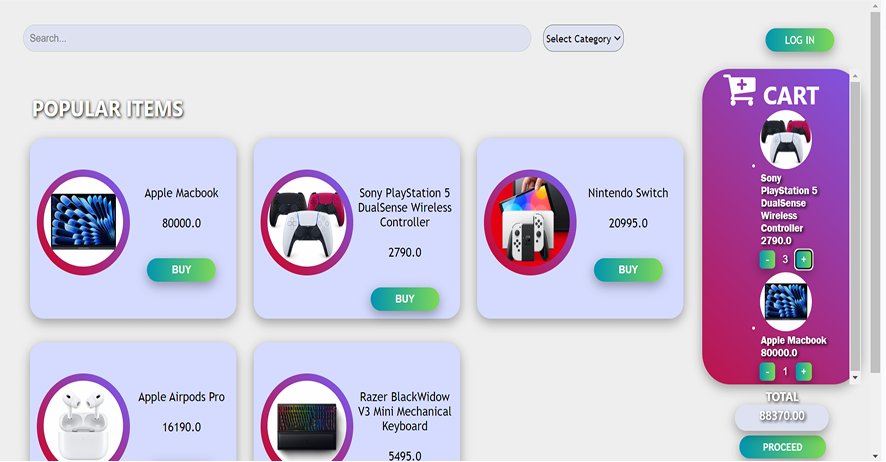 Search...
Select Category
LOG IN
POPULAR ITEMS
Apple Macbook
80000.0
BUY
Sony PlayStation 5
DualSense Wireless
Controller
2790.0
BUY
Nintendo Switch
20995.0
BUY
Apple Airpods Pro
16190.0
Razer BlackWidow
V3 Mini Mechanical
Keyboard
5495.0
CART
Sony
PlayStation 5
DualSense
Wireless
Controller
2790.0
- 3 +
Apple Macbook
80000.0
- 1 +
TOTAL
88370.00
PROCEED